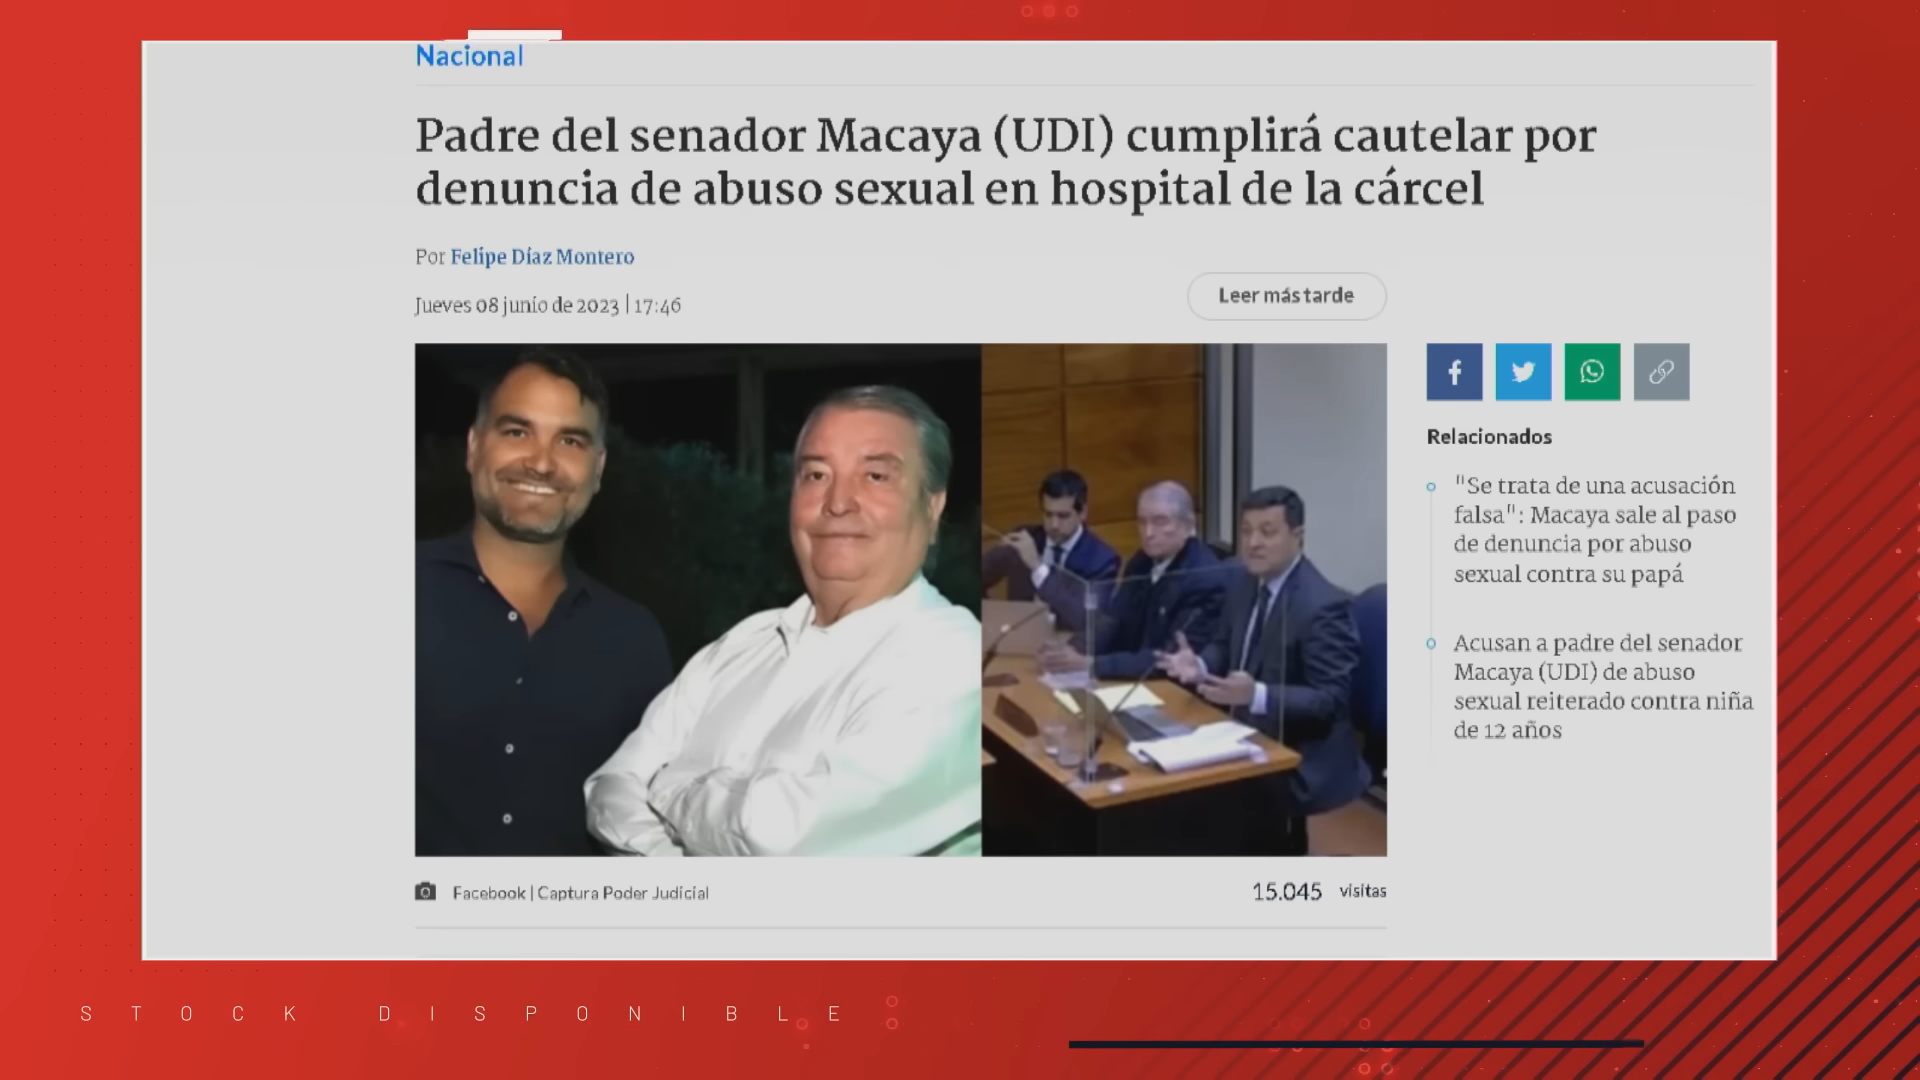 Nacional
Padre del senador Macaya (UDI) cumplirá cautelar por
denuncia de abuso sexual en hospital de la cárcel
Por Felipe Díaz Montero
Jueves 08 junio de 2023 | 17:46
Leer más tarde
Relacionados
"Se trata de una acusación
falsa": Macaya sale al paso
de denuncia por abuso
sexual contra su papá
Acusan a padre del senador
Macaya (UDI) de abuso
sexual reiterado contra niña
de 12 años
Facebook | Captura Poder Judicial
15.045 visitas
STOCK DISPONIBLE